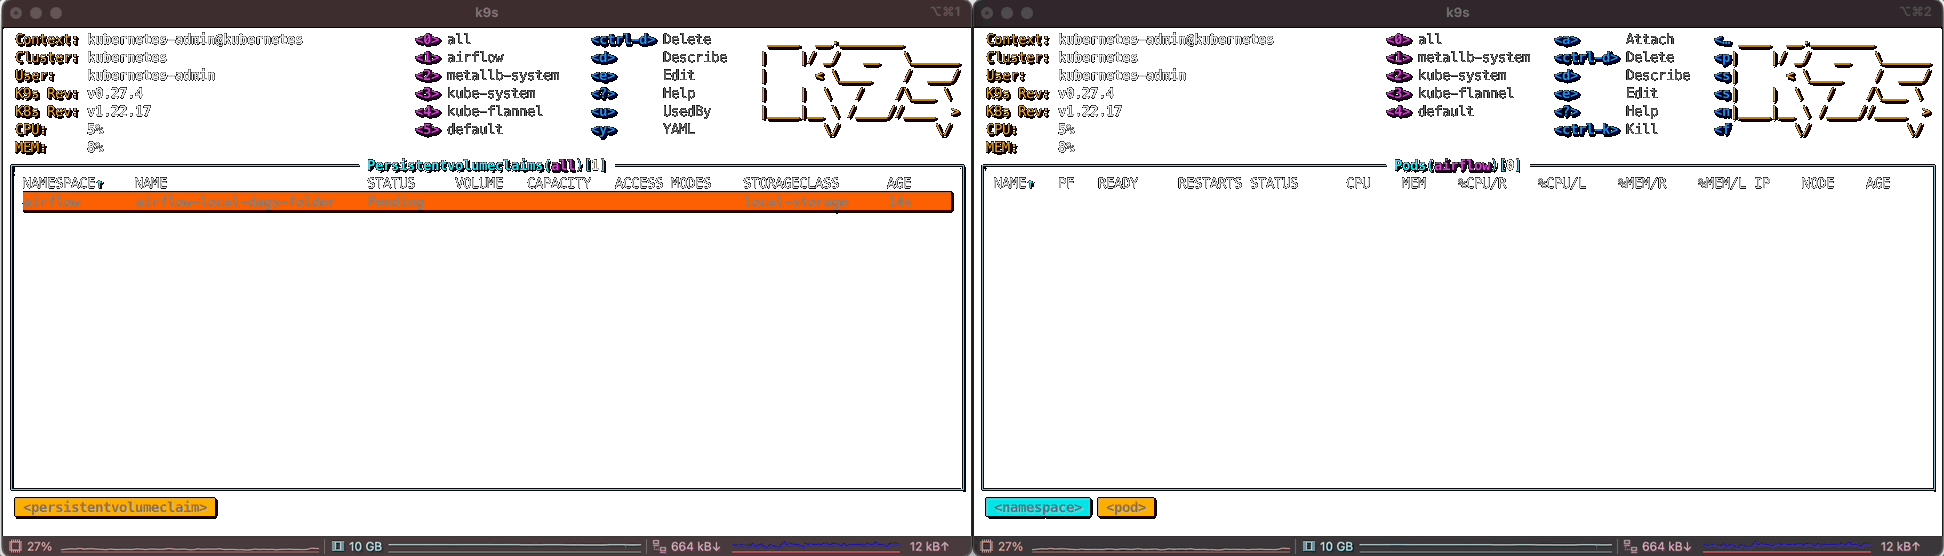 k9s
⌥⌘1
Context: kubernetes-admin@kubernetes
Cluster: kubernetes
User: kubernetes-admin
K9s Rev: v0.27.4
K8s Rev: v1.22.17
CPU: 5%
MEM: 8%
<0> all
<1> airflow
<2> metallb-system
<3> kube-system
<4> kube-flannel
<5> default
<ctrl-d> Delete
<d> Describe
<e> Edit
<?> Help
<u> UsedBy
<y> YAML
Persistentvolumeclaims(all)[1]
NAMESPACE↑ NAME STATUS VOLUME CAPACITY ACCESS MODES STORAGECLASS AGE
airflow airflow-local-dags-folder Pending local-storage
<persistentvolumeclaim>
27% 10 GB 664 kB↓ 12 kB↑
k9s
⌥⌘2
Context: kubernetes-admin@kubernetes
Cluster: kubernetes
User: kubernetes-admin
K9s Rev: v0.27.4
K8s Rev: v1.22.17
CPU: 5%
MEM: 8%
<0> all
<1> metallb-system
<2> kube-system
<3> kube-flannel
<4> default
<a> Attach
<ctrl-d> Delete
<d> Describe
<e> Edit
<?> Help
<ctrl-k> Kill
<p
<s
<s
<n
<f
Pods(airflow)[0]
NAME↑ PF READY RESTARTS STATUS CPU MEM %CPU/R %CPU/L %MEM/R %MEM/L IP NODE AGE
<namespace> <pod>
27% 10 GB 664 kB↓ 12 kB↑